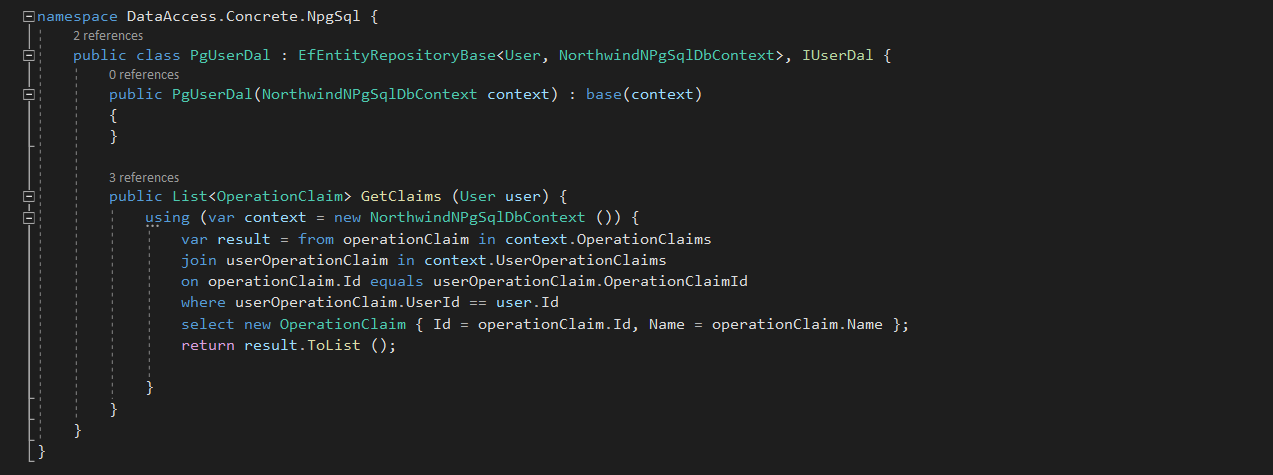 namespace DataAccess.Concrete.NpgSql {
2 references
public class PgUserDal : EfEntityRepositoryBase<User, NorthwindNPgSqlDbContext>, IUserDal {
0 references
public PgUserDal(NorthwindNPgSqlDbContext context) : base(context)
{
}
3 references
public List<OperationClaim> GetClaims (User user) {
using (var context = new NorthwindNPgSqlDbContext ()) {
var result = from operationClaim in context.OperationClaims
join userOperationClaim in context.UserOperationClaims
on operationClaim.Id equals userOperationClaim.OperationClaimId
where userOperationClaim.UserId == user.Id
select new OperationClaim { Id = operationClaim.Id, Name = operationClaim.Name };
return result.ToList ();
}
}
}
}